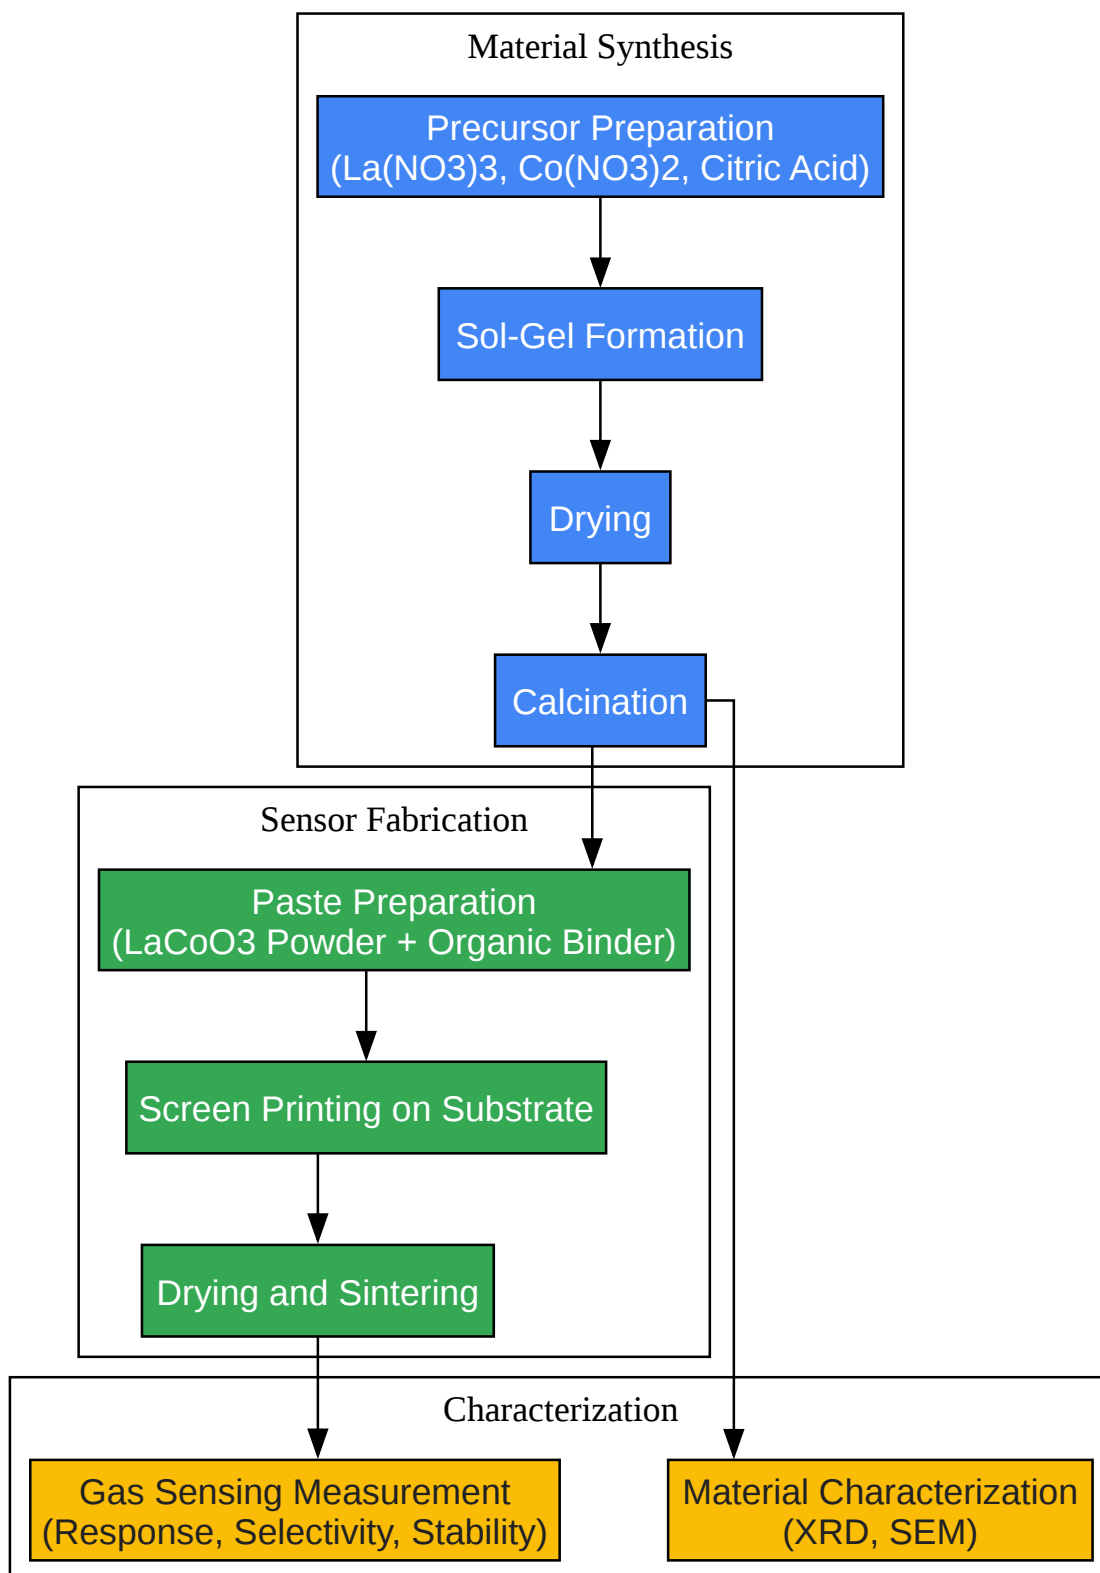 Material Synthesis
Precursor Preparation
(La(NO3)3, Co(NO3)2, Citric Acid)
Sol-Gel Formation
Drying
Calcination
Sensor Fabrication
Paste Preparation
(LaCoO3 Powder + Organic Binder)
Screen Printing on Substrate
Drying and Sintering
Characterization
Gas Sensing Measurement
(Response, Selectivity, Stability)
Material Characterization
(XRD, SEM)